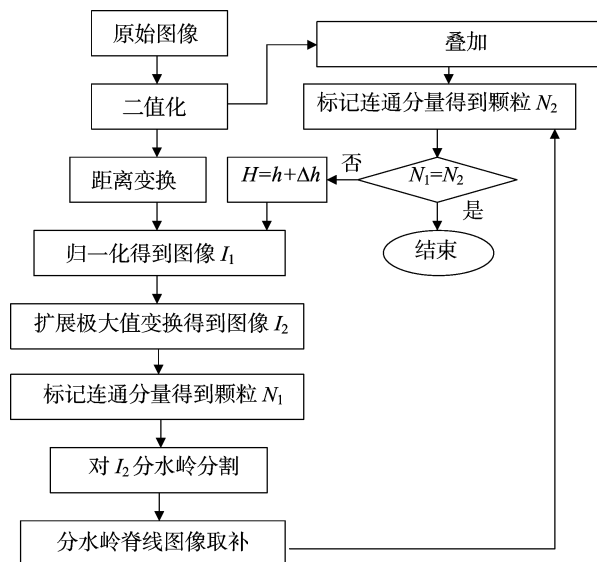 原始图像
二值化
距离变换
归一化得到图像 I₁
扩展极大值变换得到图像 I₂
标记连通分量得到颗粒 N₁
对 I₂ 分水岭分割
分水岭脊线图像取补
叠加
标记连通分量得到颗粒 N₂
N₁=N₂
否
H=h+Δh
是
结束